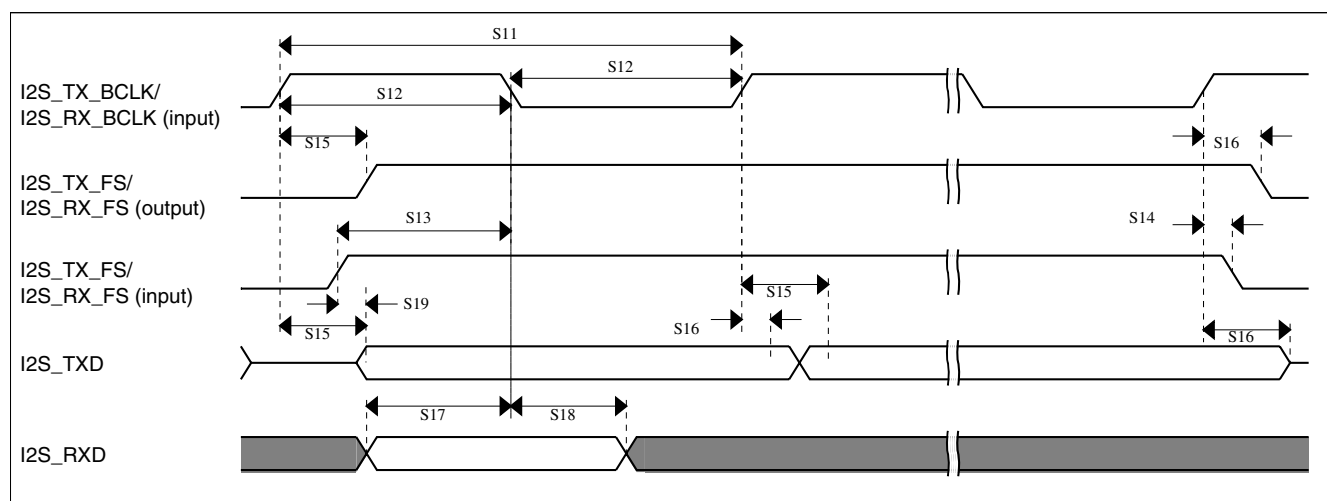 S11
S12
I2S_TX_BCLK/
I2S_RX_BCLK (input)
S12
S15
S16
I2S_TX_FS/
I2S_RX_FS (output)
S13
S14
I2S_TX_FS/
I2S_RX_FS (input)
S19
S15
S15
S16
S16
I2S_TXD
S17
S18
I2S_RXD